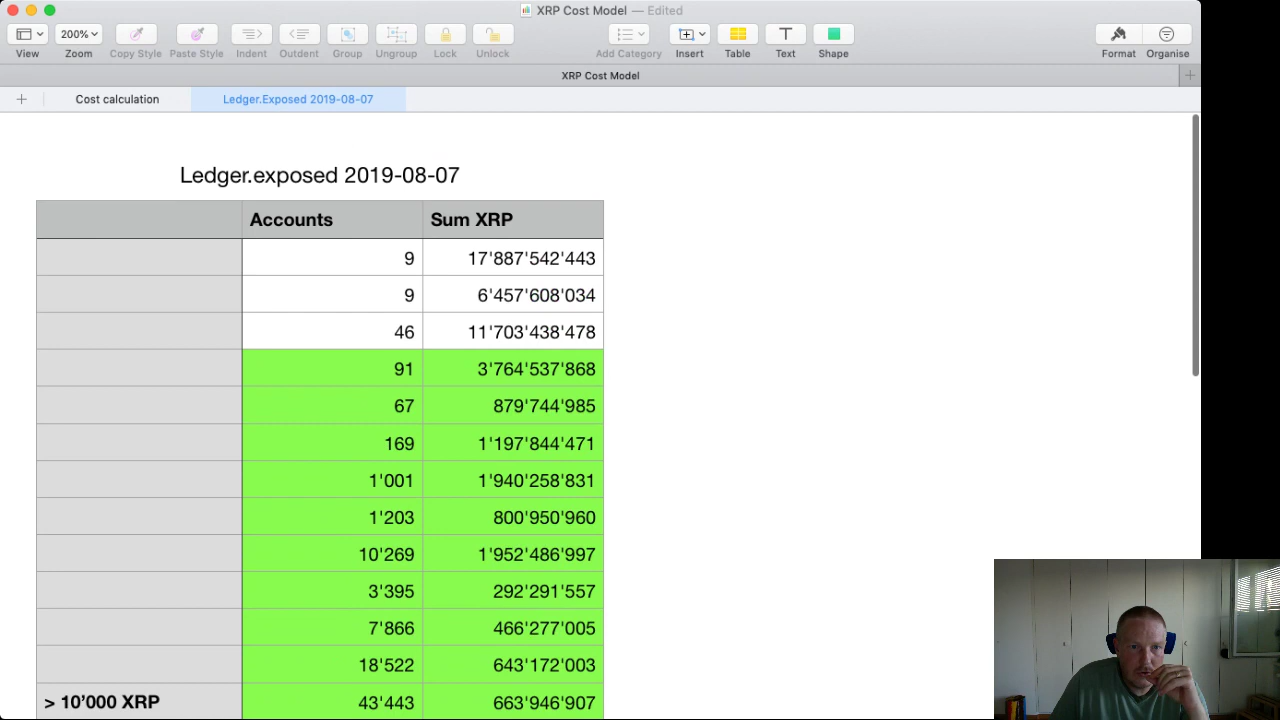 XRP Cost Model — Edited
View
200%
Zoom
Copy Style
Paste Style
Indent
Outdent
Group
Ungroup
Lock
Unlock
Add Category
Insert
Table
Text
Shape
Format
Organise
XRP Cost Model
Cost calculation
Ledger.Exposed 2019-08-07
Ledger.exposed 2019-08-07
Accounts Sum XRP
9 17'887'542'443
9 6'457'608'034
46 11'703'438'478
91 3'764'537'868
67 879'744'985
169 1'197'844'471
1'001 1'940'258'831
1'203 800'950'960
10'269 1'952'486'997
3'395 292'291'557
7'866 466'277'005
18'522 643'172'003
> 10’000 XRP 43'443 663'946'907